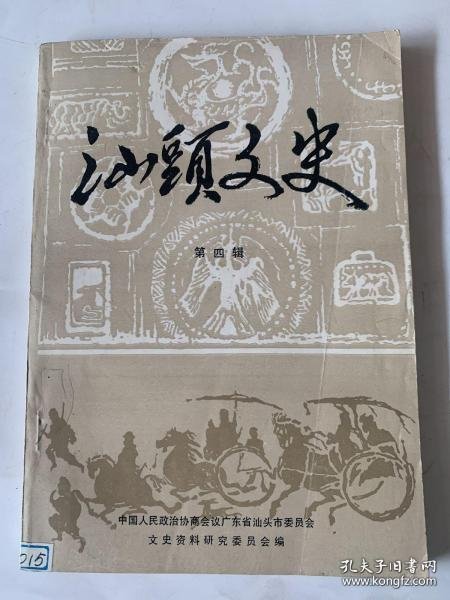 汕頭文史
第四辑
中国人民政治协商会议广东省汕头市委员会
文史资料研究委员会编
015
孔夫子旧书网
www.kongfz.com